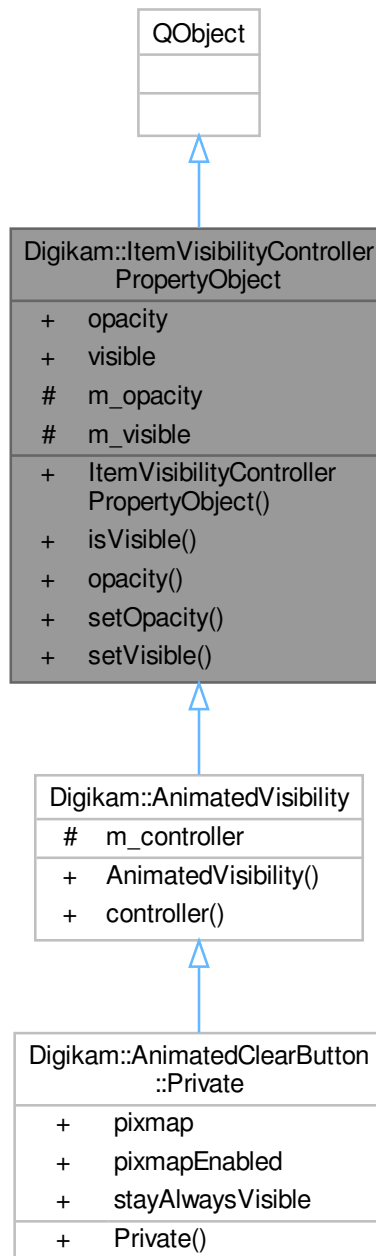 QObject
Digikam::ItemVisibilityController
PropertyObject
+ opacity
+ visible
# m_opacity
# m_visible
+ ItemVisibilityController
PropertyObject()
+ isVisible()
+ opacity()
+ setOpacity()
+ setVisible()
Digikam::AnimatedVisibility
# m_controller
+ AnimatedVisibility()
+ controller()
Digikam::AnimatedClearButton
::Private
+ pixmap
+ pixmapEnabled
+ stayAlwaysVisible
+ Private()